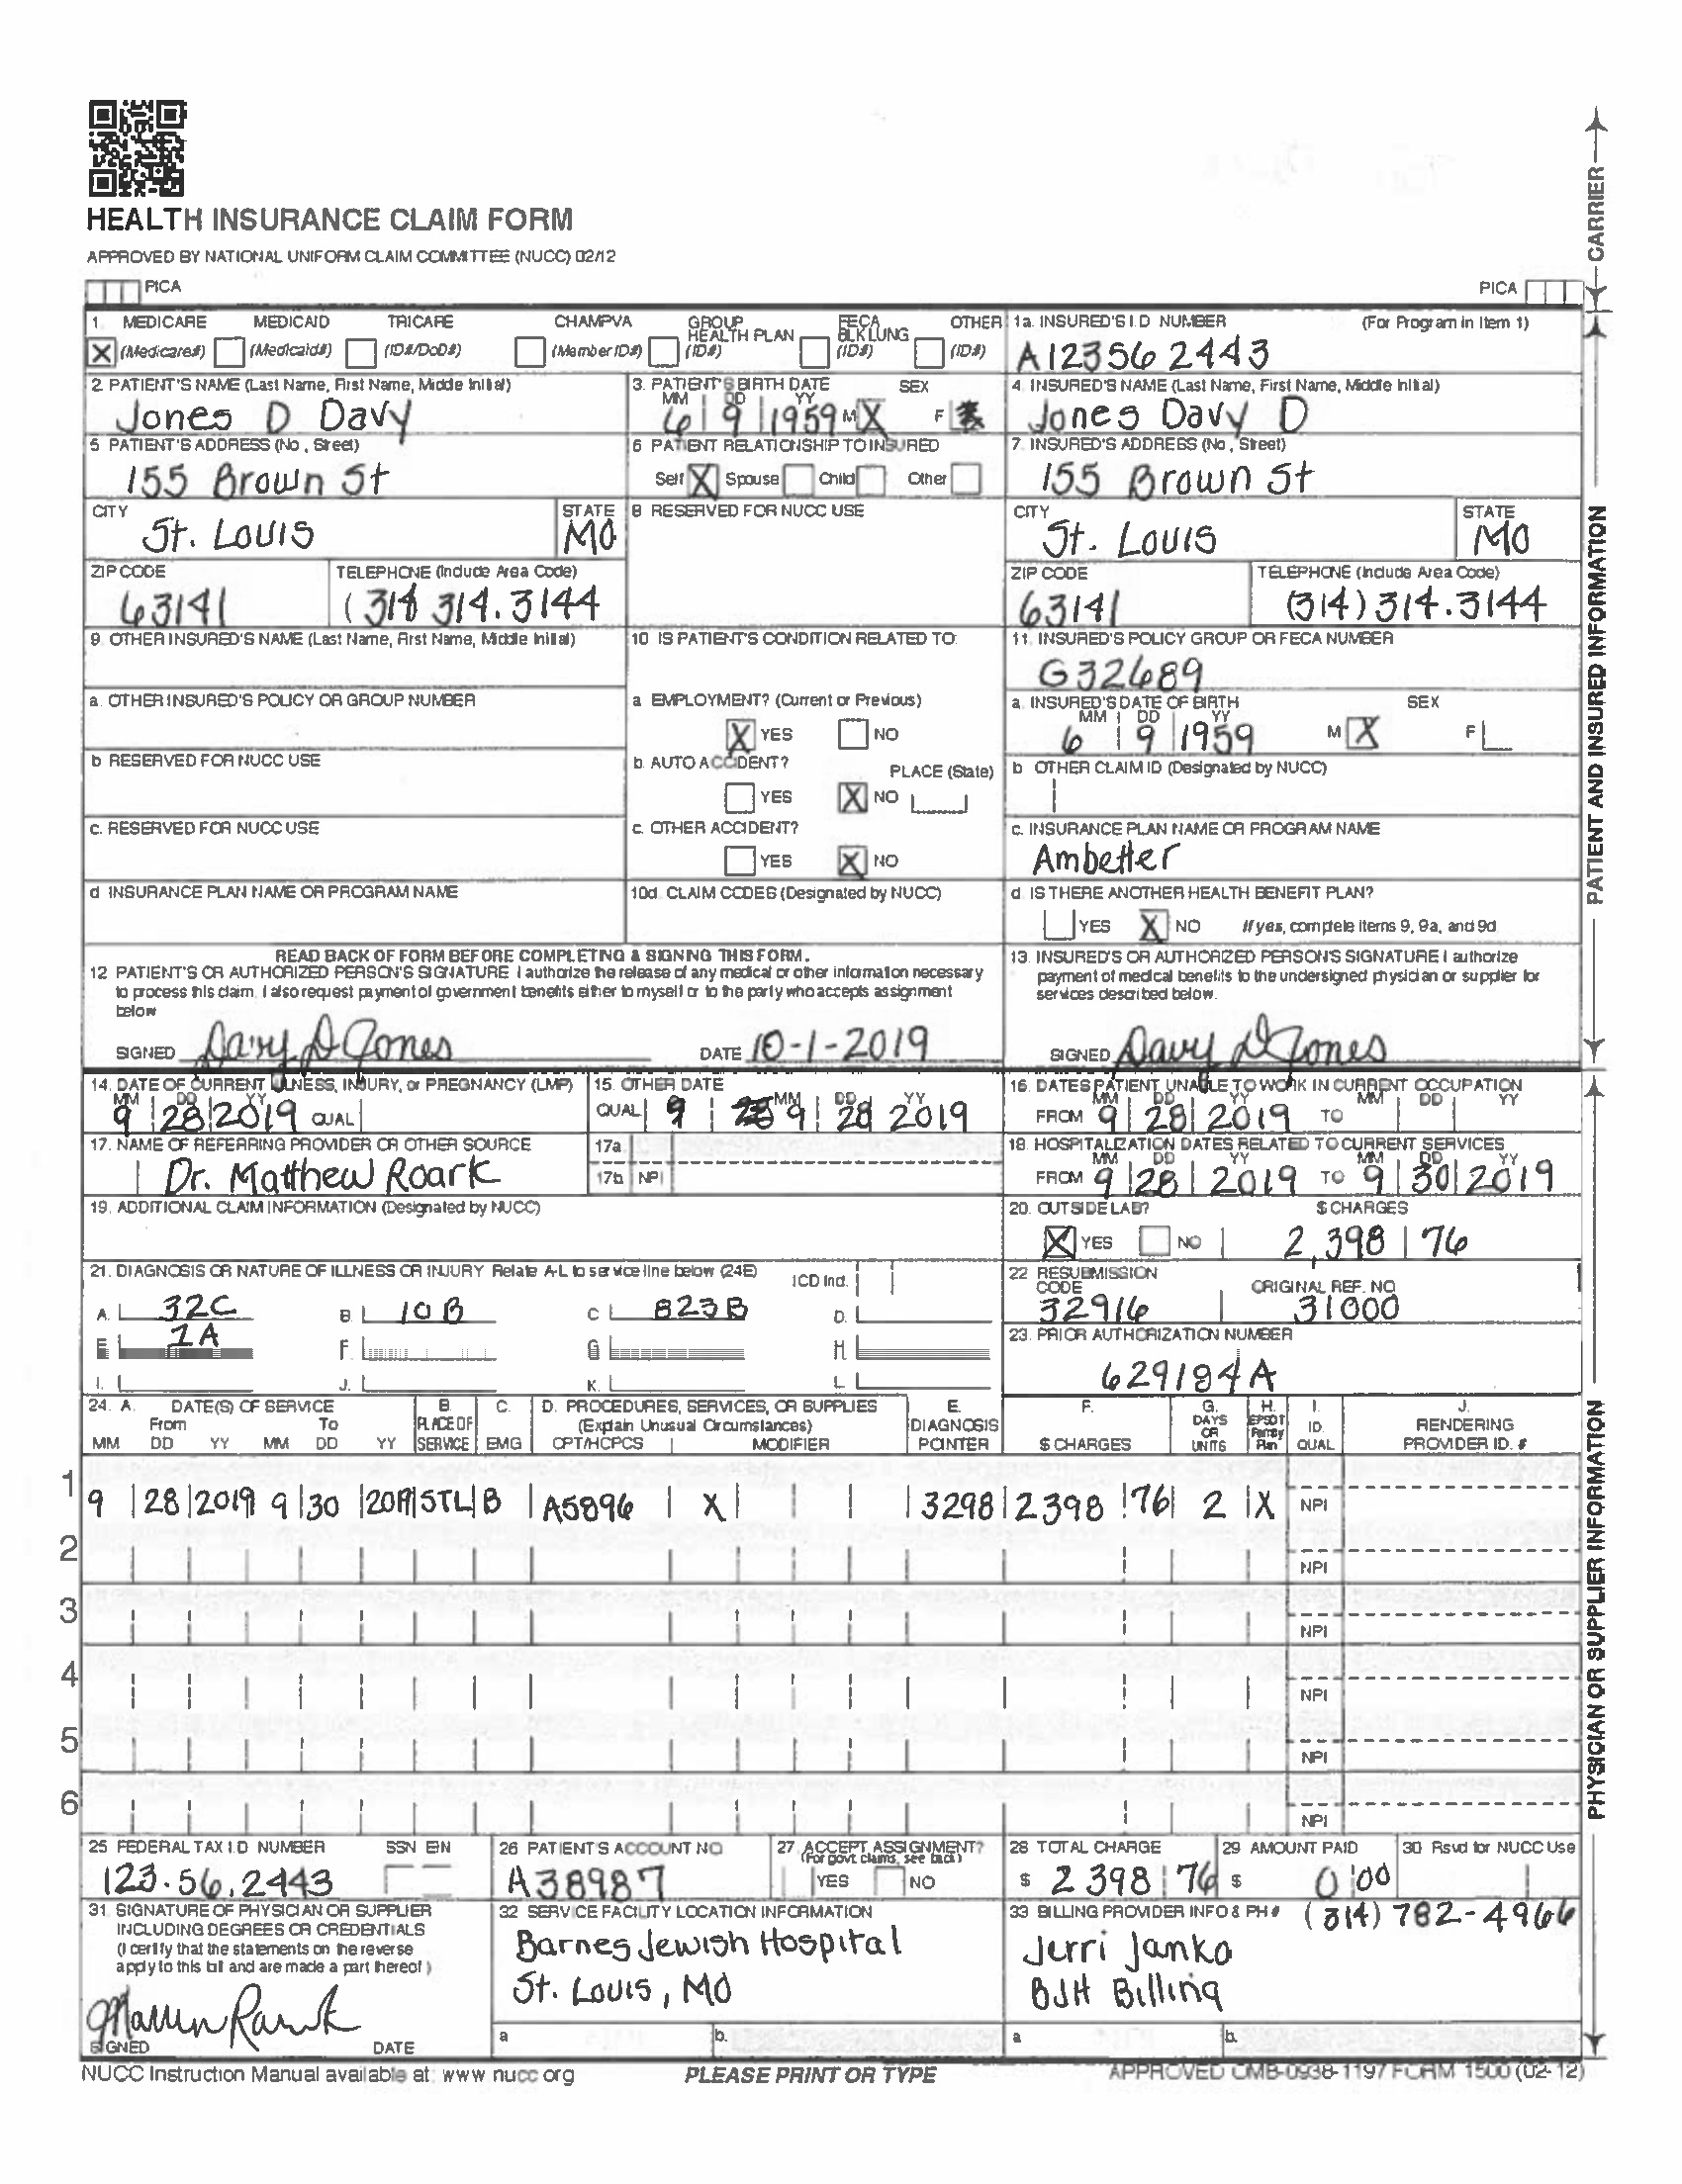 HEALTH INSURANCE CLAIM FORM
APPROVED BY NATIONAL UNIFORM CLAIM COMMITTEE (NUCC) 02/12
PICA PICA
CARRIER
1. MEDICARE MEDICAID TRICARE CHAMPVA GROUP HEALTH PLAN FECA BLK LUNG OTHER
X (Medicare#) (Medicaid#) (ID#/DoD#) (Member ID#) (ID#) (ID#) (ID#)
1a. INSURED'S I.D. NUMBER (For Program in Item 1)
A123562443
2. PATIENT'S NAME (Last Name, First Name, Middle Initial)
Jones D Davy
3. PATIENT'S BIRTH DATE SEX
MM DD YY
6 9 1959 M X F
4. INSURED'S NAME (Last Name, First Name, Middle Initial)
Jones Davy D
5. PATIENT'S ADDRESS (No., Street)
155 Brown St
6. PATIENT RELATIONSHIP TO INSURED
Self X Spouse Child Other
7. INSURED'S ADDRESS (No., Street)
155 Brown St
CITY STATE
St. Louis MO
8. RESERVED FOR NUCC USE
CITY STATE
St. Louis MO
ZIP CODE TELEPHONE (Include Area Code)
63141 (314 314.3144
ZIP CODE TELEPHONE (Include Area Code)
63141 (314) 314.3144
9. OTHER INSURED'S NAME (Last Name, First Name, Middle Initial)
10. IS PATIENT'S CONDITION RELATED TO:
11. INSURED'S POLICY GROUP OR FECA NUMBER
G32689
a. OTHER INSURED'S POLICY OR GROUP NUMBER
a. EMPLOYMENT? (Current or Previous)
X YES NO
a. INSURED'S DATE OF BIRTH SEX
MM DD YY
6 9 1959 M X F
b. RESERVED FOR NUCC USE
b. AUTO ACCIDENT? PLACE (State)
YES X NO
b. OTHER CLAIM ID (Designated by NUCC)
c. RESERVED FOR NUCC USE
c. OTHER ACCIDENT?
YES X NO
c. INSURANCE PLAN NAME OR PROGRAM NAME
Ambetter
d. INSURANCE PLAN NAME OR PROGRAM NAME
10d. CLAIM CODES (Designated by NUCC)
d. IS THERE ANOTHER HEALTH BENEFIT PLAN?
YES X NO If yes, complete items 9, 9a, and 9d.
READ BACK OF FORM BEFORE COMPLETING & SIGNING THIS FORM.
12. PATIENT'S OR AUTHORIZED PERSON'S SIGNATURE I authorize the release of any medical or other information necessary
to process this claim. I also request payment of government benefits either to myself or to the party who accepts assignment
below
SIGNED Davy D Jones DATE 10-1-2019
13. INSURED'S OR AUTHORIZED PERSON'S SIGNATURE I authorize
payment of medical benefits to the undersigned physician or supplier for
services described below.
SIGNED Davy D Jones
PATIENT AND INSURED INFORMATION
14. DATE OF CURRENT ILLNESS, INJURY, or PREGNANCY (LMP)
MM DD YY
9 28 2019 QUAL
15. OTHER DATE
MM DD YY
QUAL 9 9 28 2019
16. DATES PATIENT UNABLE TO WORK IN CURRENT OCCUPATION
MM DD YY MM DD YY
FROM 9 28 2019 TO
17. NAME OF REFERRING PROVIDER OR OTHER SOURCE
Dr. Matthew Roark
17a
17b NPI
18. HOSPITALIZATION DATES RELATED TO CURRENT SERVICES
MM DD YY MM DD YY
FROM 9 28 2019 TO 9 30 2019
19. ADDITIONAL CLAIM INFORMATION (Designated by NUCC)
20. OUTSIDE LAB? $ CHARGES
X YES NO 2,398 76
21. DIAGNOSIS OR NATURE OF ILLNESS OR INJURY Relate A-L to service line below (24E) ICD Ind.
A. 32C B. 10B C. 823B D.
E. 1A F. G. H.
I. J. K. L.
22. RESUBMISSION CODE ORIGINAL REF. NO.
32916 31000
23. PRIOR AUTHORIZATION NUMBER
629184A
24. A. DATE(S) OF SERVICE B. C. D. PROCEDURES, SERVICES, OR SUPPLIES E. F. G. H. I. J.
From To PLACE OF (Explain Unusual Circumstances) DIAGNOSIS DAYS OR EPSDT Family ID. RENDERING
MM DD YY MM DD YY SERVICE EMG CPT/HCPCS MODIFIER POINTER $ CHARGES UNITS Plan QUAL PROVIDER ID. #
1 9 28 2019 9 30 2019 STL B A5896 X 3298 2398 76 2 X NPI
2 NPI
3 NPI
4 NPI
5 NPI
6 NPI
25. FEDERAL TAX I.D. NUMBER SSN EIN
123.56.2443
26. PATIENT'S ACCOUNT NO.
A38987
27. ACCEPT ASSIGNMENT?
(For govt. claims, see back)
YES NO
28. TOTAL CHARGE
$ 2398 76
29. AMOUNT PAID
$ 0 00
30. Rsvd for NUCC Use
31. SIGNATURE OF PHYSICIAN OR SUPPLIER
INCLUDING DEGREES OR CREDENTIALS
(I certify that the statements on the reverse
apply to this bill and are made a part thereof.)
SIGNED DATE
32. SERVICE FACILITY LOCATION INFORMATION
Barnes Jewish Hospital
St. Louis, MO
a. b.
33. BILLING PROVIDER INFO & PH # (314) 782-4966
Jerri Janko
BJH Billing
a. b.
PHYSICIAN OR SUPPLIER INFORMATION
NUCC Instruction Manual available at: www.nucc.org
PLEASE PRINT OR TYPE
APPROVED OMB-0938-1197 FORM 1500 (02-12)